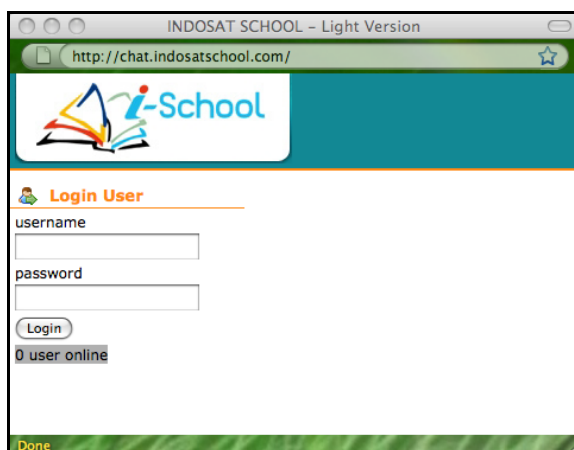 INDOSAT SCHOOL – Light Version
http://chat.indosatschool.com/
i-School
Login User
username
password
Login
0 user online
Done